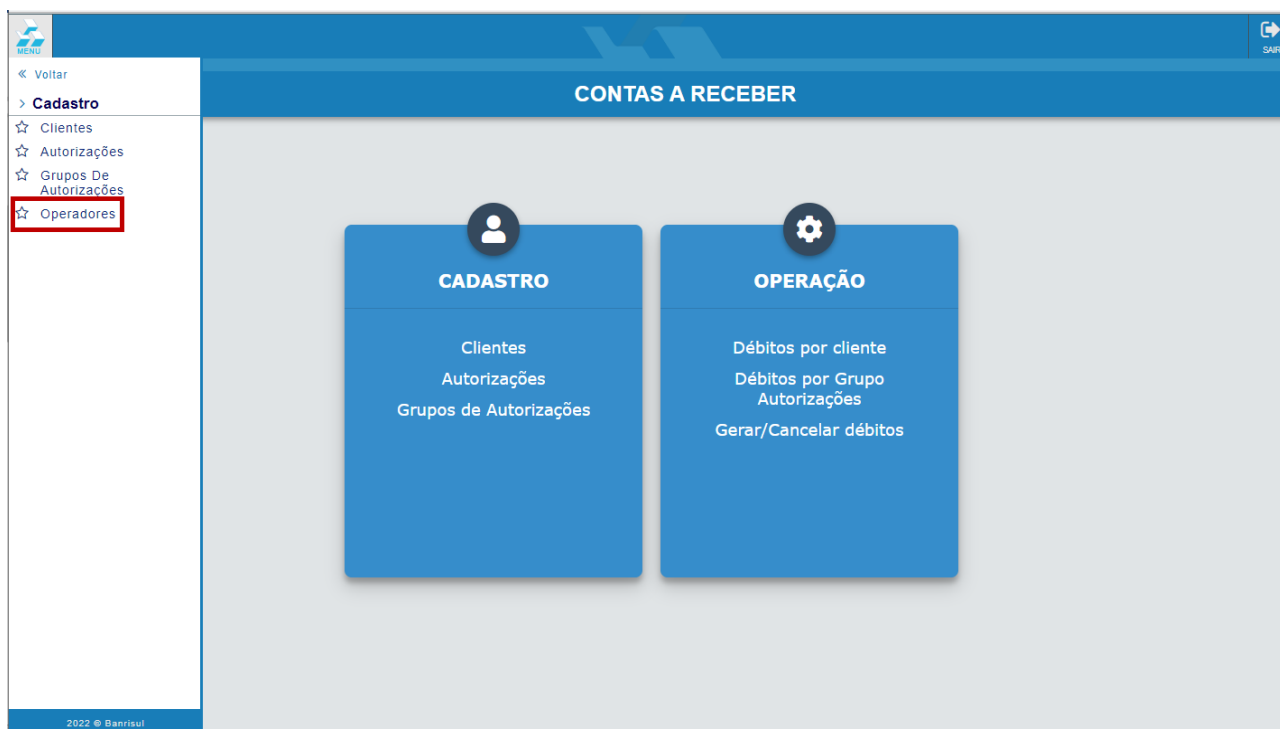 MENU
SAIR
« Voltar
> Cadastro
Clientes
Autorizações
Grupos De
Autorizações
Operadores
CONTAS A RECEBER
CADASTRO
Clientes
Autorizações
Grupos de Autorizações
OPERAÇÃO
Débitos por cliente
Débitos por Grupo
Autorizações
Gerar/Cancelar débitos
2022 © Banrisul